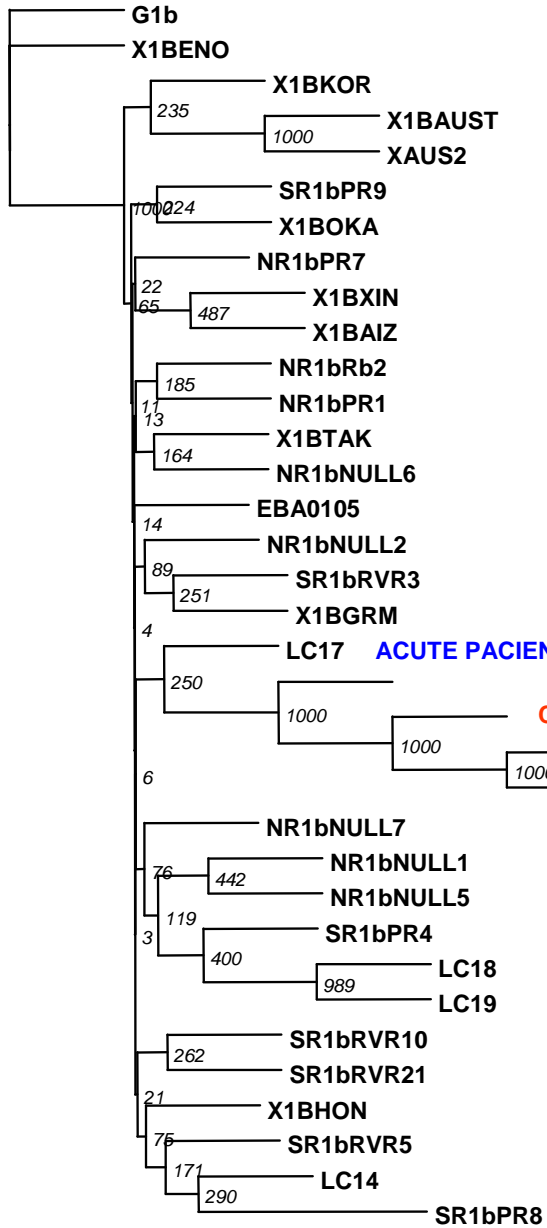 G1b
X1BENO
X1BKOR
235
X1BAUST
1000
XAUS2
SR1bPR9
1000
224
X1BOKA
NR1bPR7
22
X1BXIN
65
487
X1BAIZ
NR1bRb2
185
11
NR1bPR1
13
X1BTAK
164
NR1bNULL6
EBA0105
14
NR1bNULL2
89
SR1bRVR3
251
X1BGRM
4
LC17 ACUTE PACIEN
250
1000
1000
6
NR1bNULL7
76
NR1bNULL1
442
NR1bNULL5
119
SR1bPR4
3
400
LC18
989
LC19
SR1bRVR10
262
SR1bRVR21
21
X1BHON
75
SR1bRVR5
171
LC14
290
SR1bPR8